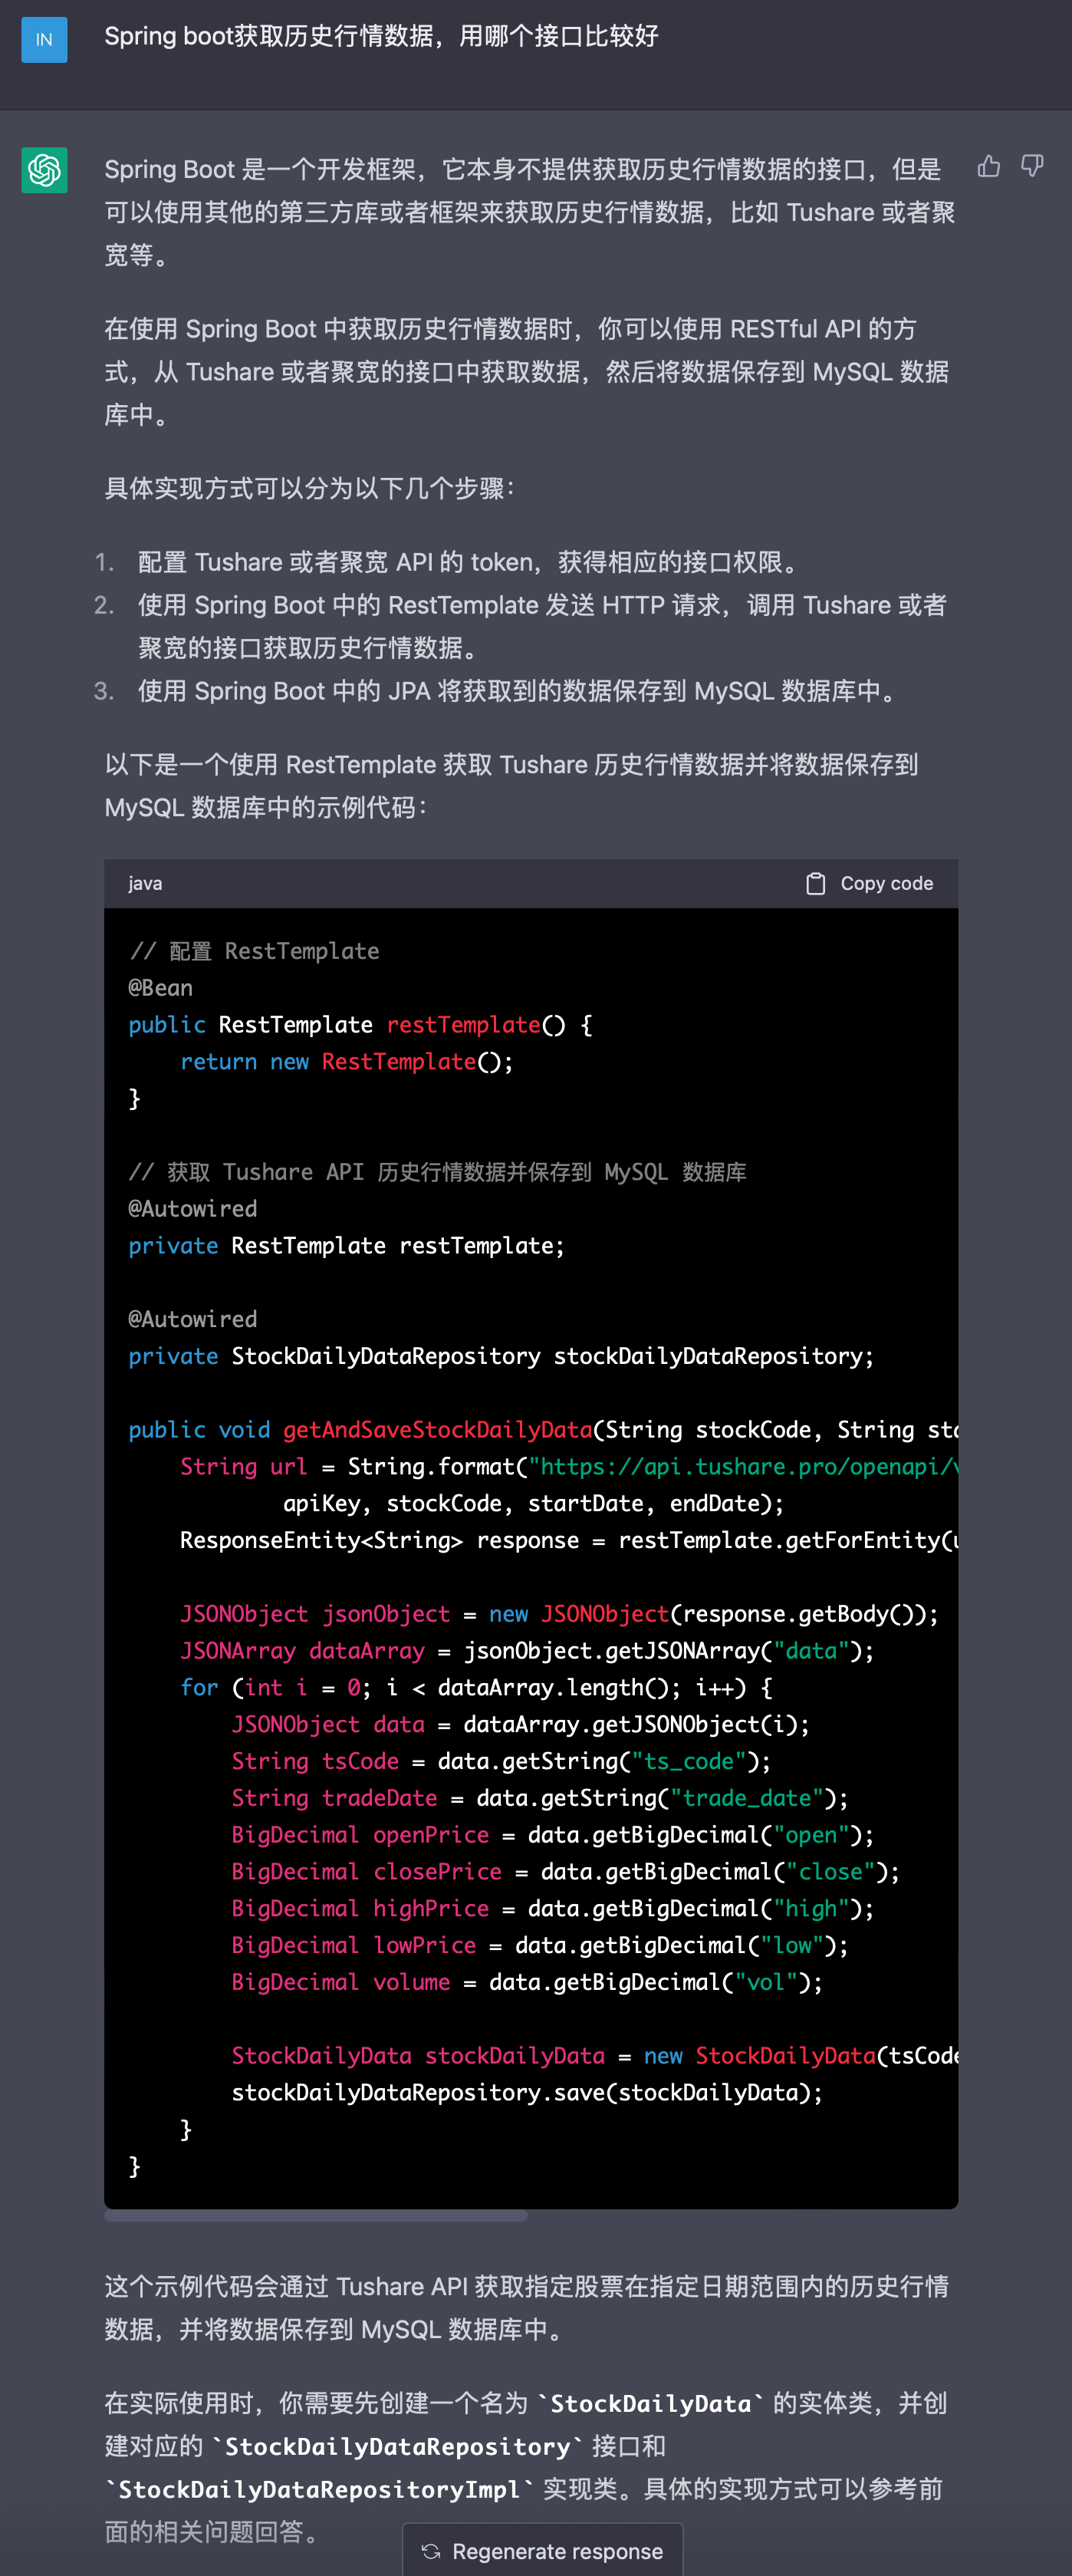 IN
Spring boot获取历史行情数据，用哪个接口比较好
Spring Boot 是一个开发框架，它本身不提供获取历史行情数据的接口，但是
可以使用其他的第三方库或者框架来获取历史行情数据，比如 Tushare 或者聚
宽等。
在使用 Spring Boot 中获取历史行情数据时，你可以使用 RESTful API 的方
式，从 Tushare 或者聚宽的接口中获取数据，然后将数据保存到 MySQL 数据
库中。
具体实现方式可以分为以下几个步骤：
1. 配置 Tushare 或者聚宽 API 的 token，获得相应的接口权限。
2. 使用 Spring Boot 中的 RestTemplate 发送 HTTP 请求，调用 Tushare 或者
聚宽的接口获取历史行情数据。
3. 使用 Spring Boot 中的 JPA 将获取到的数据保存到 MySQL 数据库中。
以下是一个使用 RestTemplate 获取 Tushare 历史行情数据并将数据保存到
MySQL 数据库中的示例代码：
java Copy code
// 配置 RestTemplate
@Bean
public RestTemplate restTemplate() {
    return new RestTemplate();
}
// 获取 Tushare API 历史行情数据并保存到 MySQL 数据库
@Autowired
private RestTemplate restTemplate;
@Autowired
private StockDailyDataRepository stockDailyDataRepository;
public void getAndSaveStockDailyData(String stockCode, String sta
    String url = String.format("https://api.tushare.pro/openapi/v
            apiKey, stockCode, startDate, endDate);
    ResponseEntity<String> response = restTemplate.getForEntity(u
    JSONObject jsonObject = new JSONObject(response.getBody());
    JSONArray dataArray = jsonObject.getJSONArray("data");
    for (int i = 0; i < dataArray.length(); i++) {
        JSONObject data = dataArray.getJSONObject(i);
        String tsCode = data.getString("ts_code");
        String tradeDate = data.getString("trade_date");
        BigDecimal openPrice = data.getBigDecimal("open");
        BigDecimal closePrice = data.getBigDecimal("close");
        BigDecimal highPrice = data.getBigDecimal("high");
        BigDecimal lowPrice = data.getBigDecimal("low");
        BigDecimal volume = data.getBigDecimal("vol");
        StockDailyData stockDailyData = new StockDailyData(tsCode
        stockDailyDataRepository.save(stockDailyData);
    }
}
这个示例代码会通过 Tushare API 获取指定股票在指定日期范围内的历史行情
数据，并将数据保存到 MySQL 数据库中。
在实际使用时，你需要先创建一个名为 `StockDailyData` 的实体类，并创
建对应的 `StockDailyDataRepository` 接口和
`StockDailyDataRepositoryImpl` 实现类。具体的实现方式可以参考前
面的相关问题回答。
Regenerate response